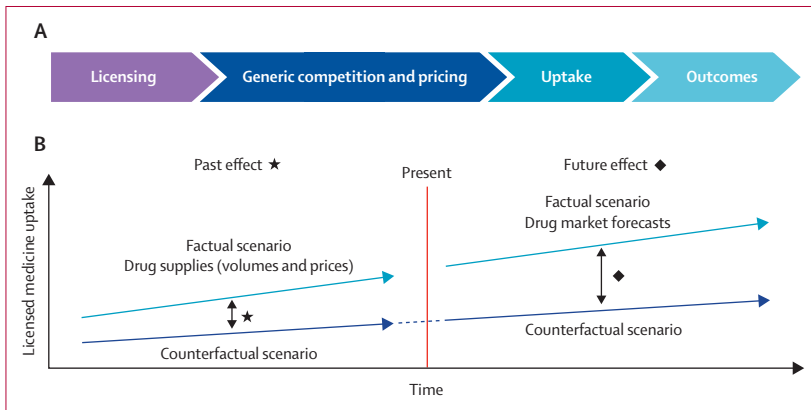 A
Licensing
Generic competition and pricing
Uptake
Outcomes
B
Past effect ★
Present
Future effect ◆
Licensed medicine uptake
Factual scenario
Drug supplies (volumes and prices)
★
Counterfactual scenario
Factual scenario
Drug market forecasts
◆
Counterfactual scenario
Time